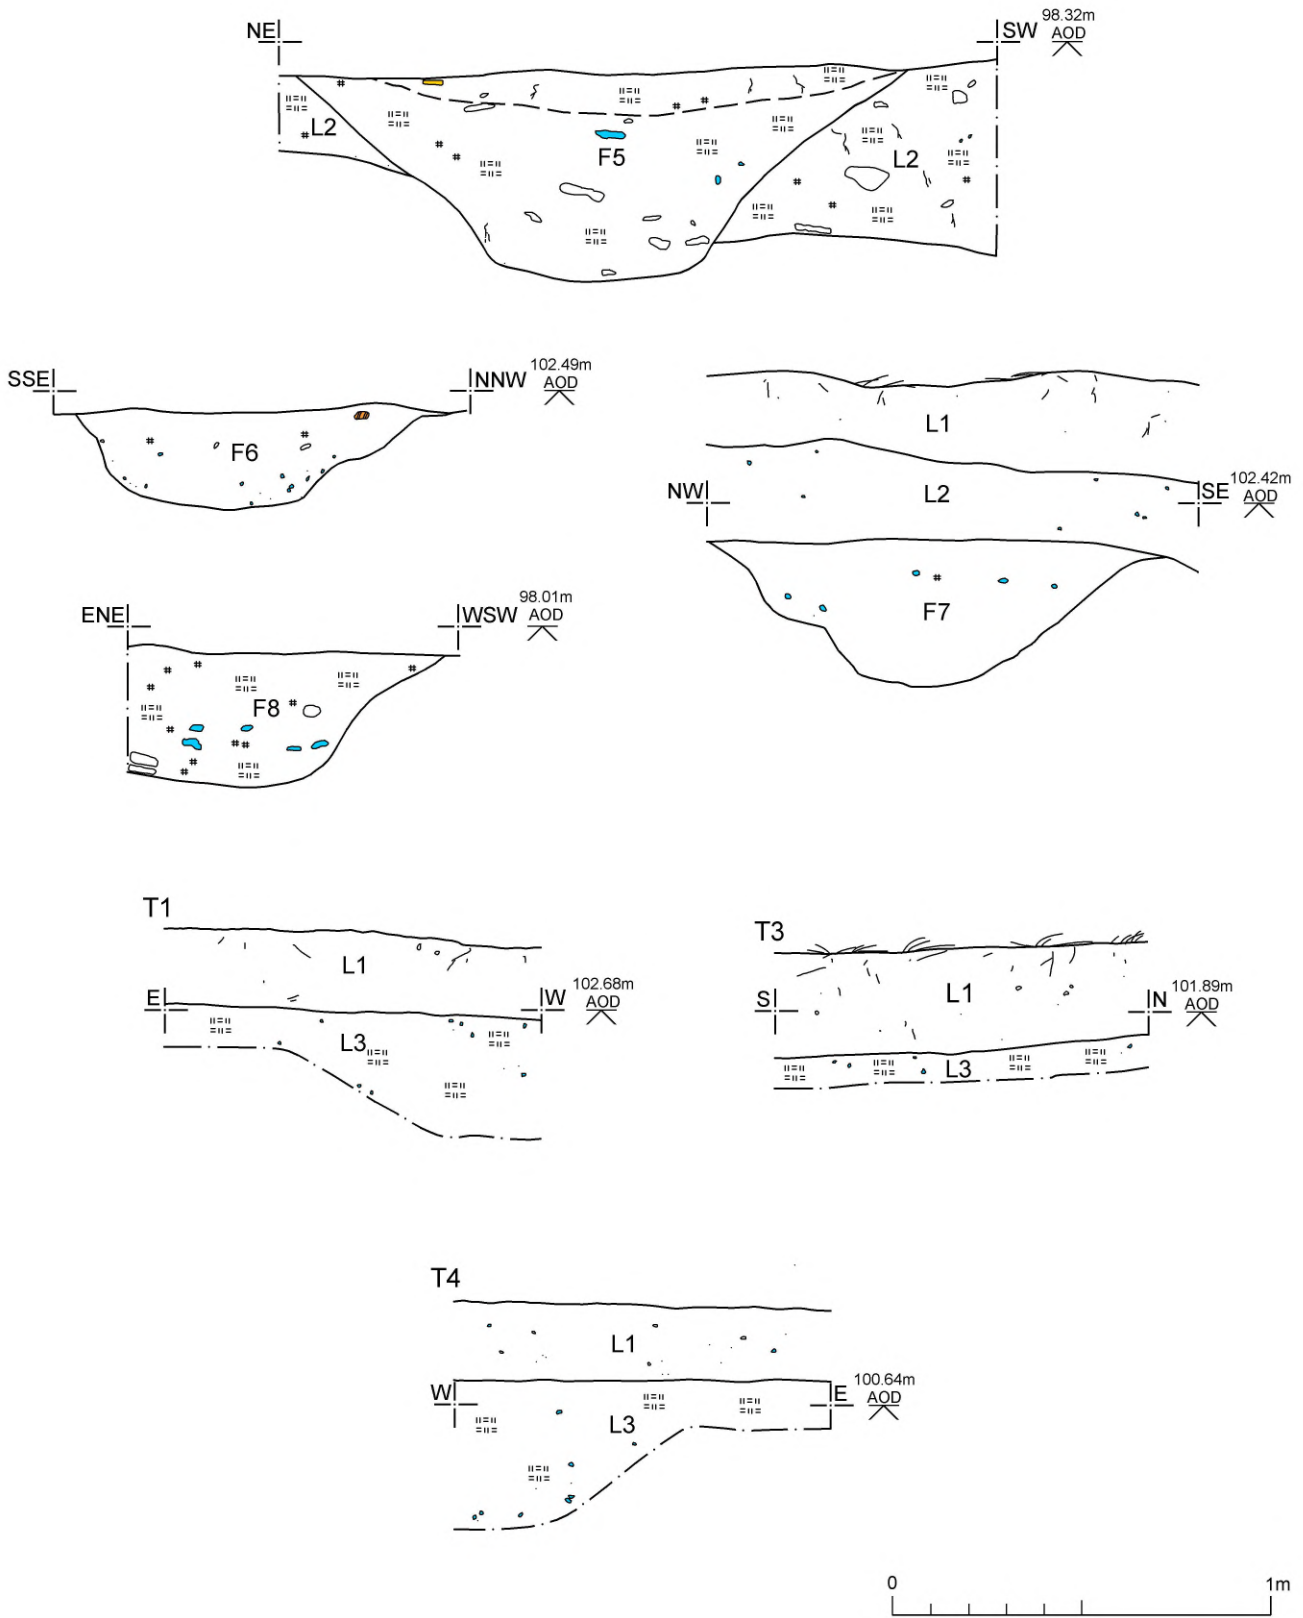 NE SW 98.32m
AOD
L2 F5 L2
SSE NNW 102.49m
AOD
F6
L1
NW L2 SE 102.42m
AOD
F7
ENE WSW 98.01m
AOD
F8
T1
L1
E W 102.68m
AOD
L3
T3
L1
S N 101.89m
AOD
L3
T4
L1
W E 100.64m
AOD
L3
0 1m